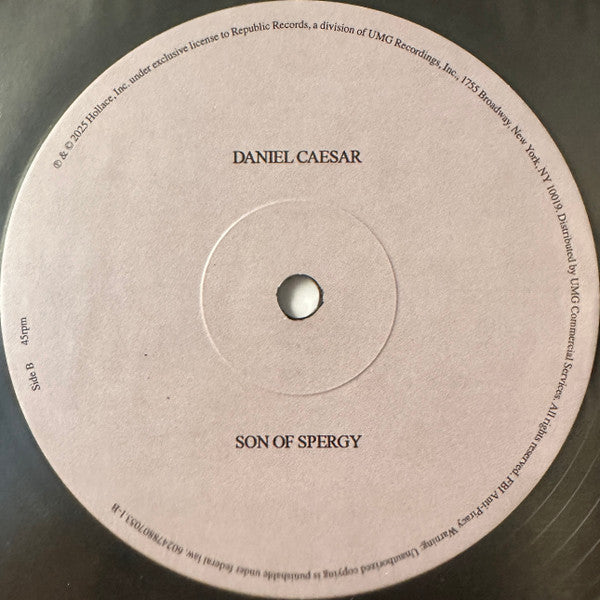 DANIEL CAESAR
SON OF SPERGY
Side B 45rpm
℗ & © 2025 Hollace, Inc. under exclusive license to Republic Records, a division of UMG Recordings, Inc., 1755 Broadway, New York, NY 10019. Distributed by UMG Commercial Services. All rights reserved. FBI Anti-Piracy Warning: Unauthorized copying is punishable under federal law. 602478807053.1-B